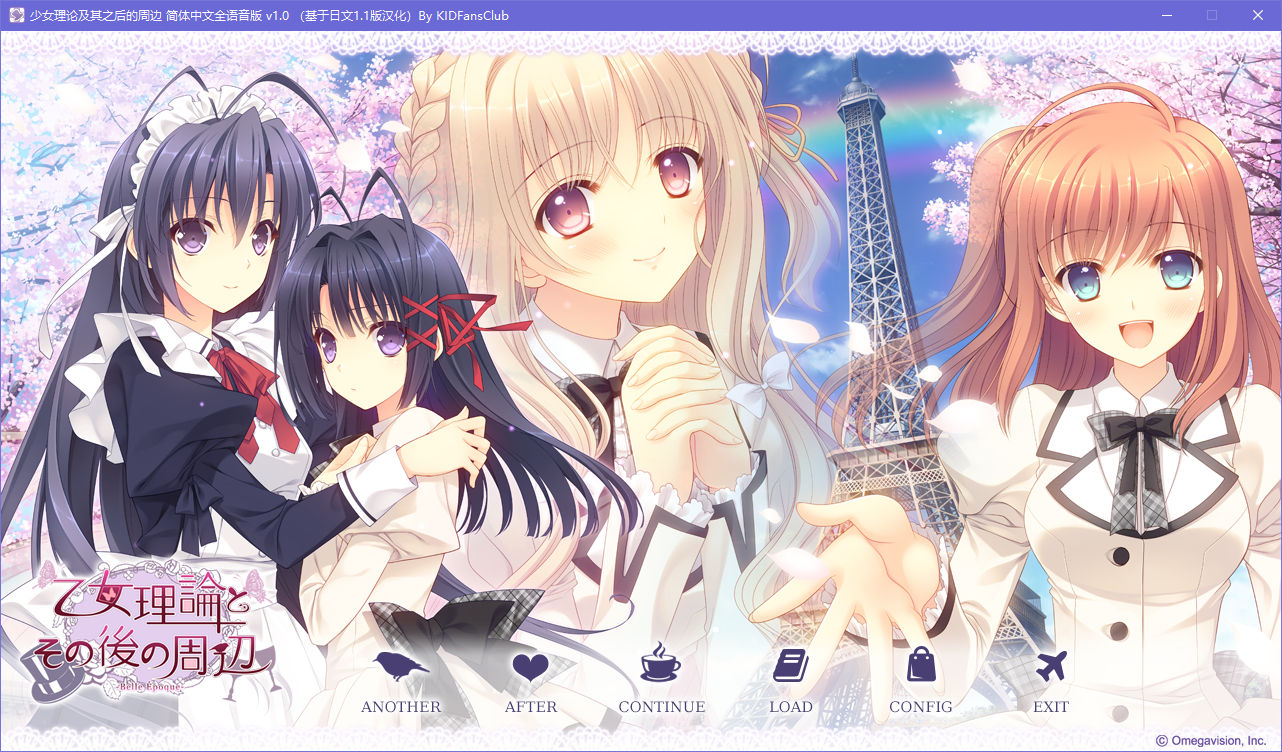 少女理论及其之后的周边 简体中文全语音版 v1.0 （基于日文1.1版汉化）By KIDFansClub
乙女理論と
その後の周辺
-Belle Époque-
ANOTHER
AFTER
CONTINUE
LOAD
CONFIG
EXIT
© Omegavision, Inc.